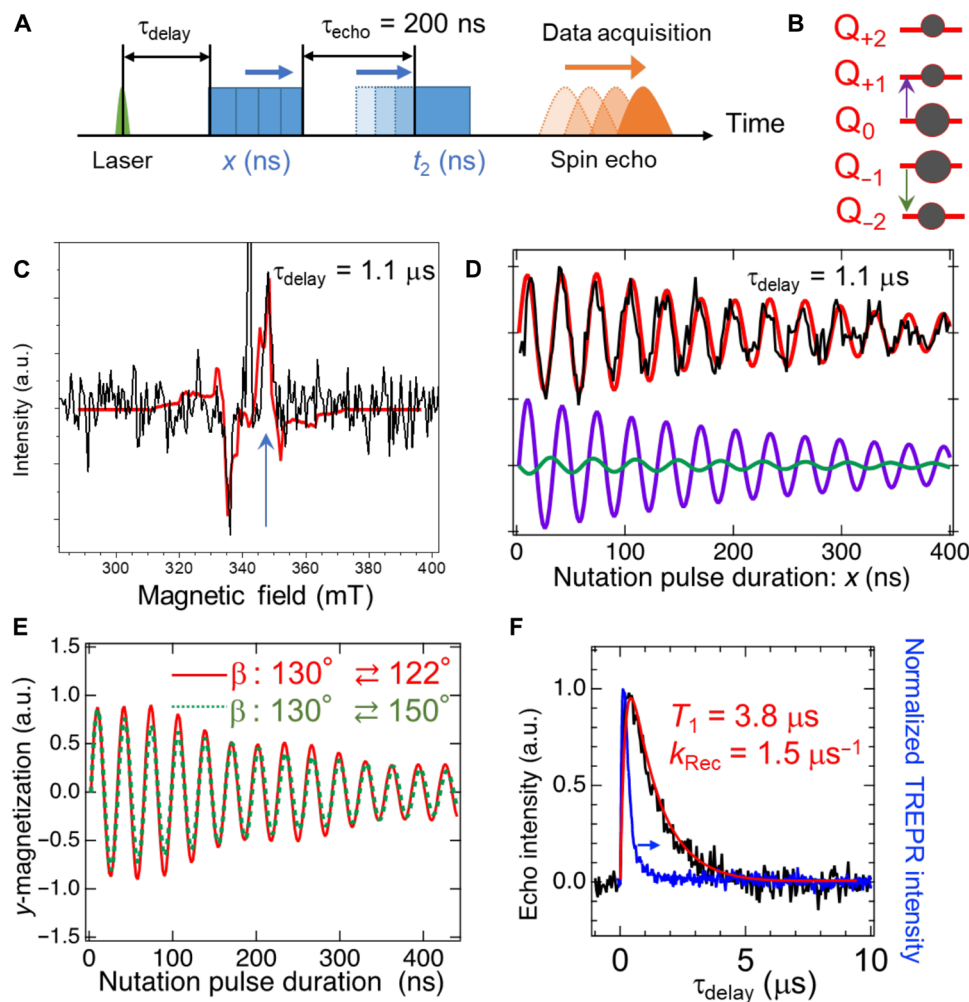 A
τdelay
τecho = 200 ns
Data acquisition
Time
Laser
x (ns)
t2 (ns)
Spin echo
B
Q+2
Q+1
Q0
Q−1
Q−2
C
τdelay = 1.1 μs
Intensity (a.u.)
300
320
340
360
380
400
Magnetic field (mT)
D
τdelay = 1.1 μs
0
100
200
300
400
Nutation pulse duration: x (ns)
E
y-magnetization (a.u.)
1.5
1.0
0.5
0.0
−0.5
−1.0
−1.5
β : 130° ⇄ 122°
β : 130° ⇄ 150°
0
100
200
300
400
Nutation pulse duration (ns)
F
Echo intensity (a.u.)
1.0
0.5
0.0
T1 = 3.8 μs
kRec = 1.5 μs−1
Normalized TREPR intensity
0
5
10
τdelay (μs)